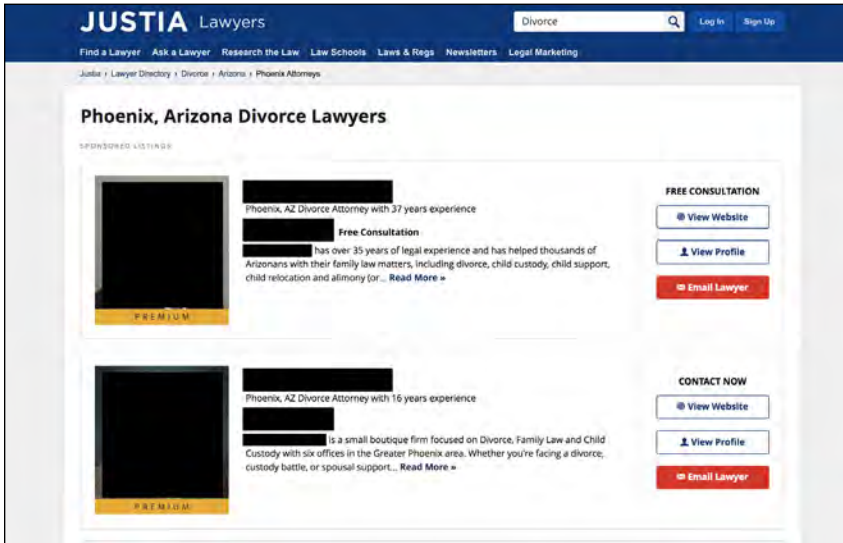 JUSTIA Lawyers
Divorce
Log In Sign Up
Find a Lawyer Ask a Lawyer Research the Law Law Schools Laws & Regs Newsletters Legal Marketing
Justia › Lawyer Directory › Divorce › Arizona › Phoenix Attorneys
Phoenix, Arizona Divorce Lawyers
SPONSORED LISTINGS
Phoenix, AZ Divorce Attorney with 37 years experience
Free Consultation
has over 35 years of legal experience and has helped thousands of
Arizonans with their family law matters, including divorce, child custody, child support,
child relocation and alimony (or... Read More »
PREMIUM
FREE CONSULTATION
View Website
View Profile
Email Lawyer
Phoenix, AZ Divorce Attorney with 16 years experience
is a small boutique firm focused on Divorce, Family Law and Child
Custody with six offices in the Greater Phoenix area. Whether you're facing a divorce,
custody battle, or spousal support... Read More »
PREMIUM
CONTACT NOW
View Website
View Profile
Email Lawyer